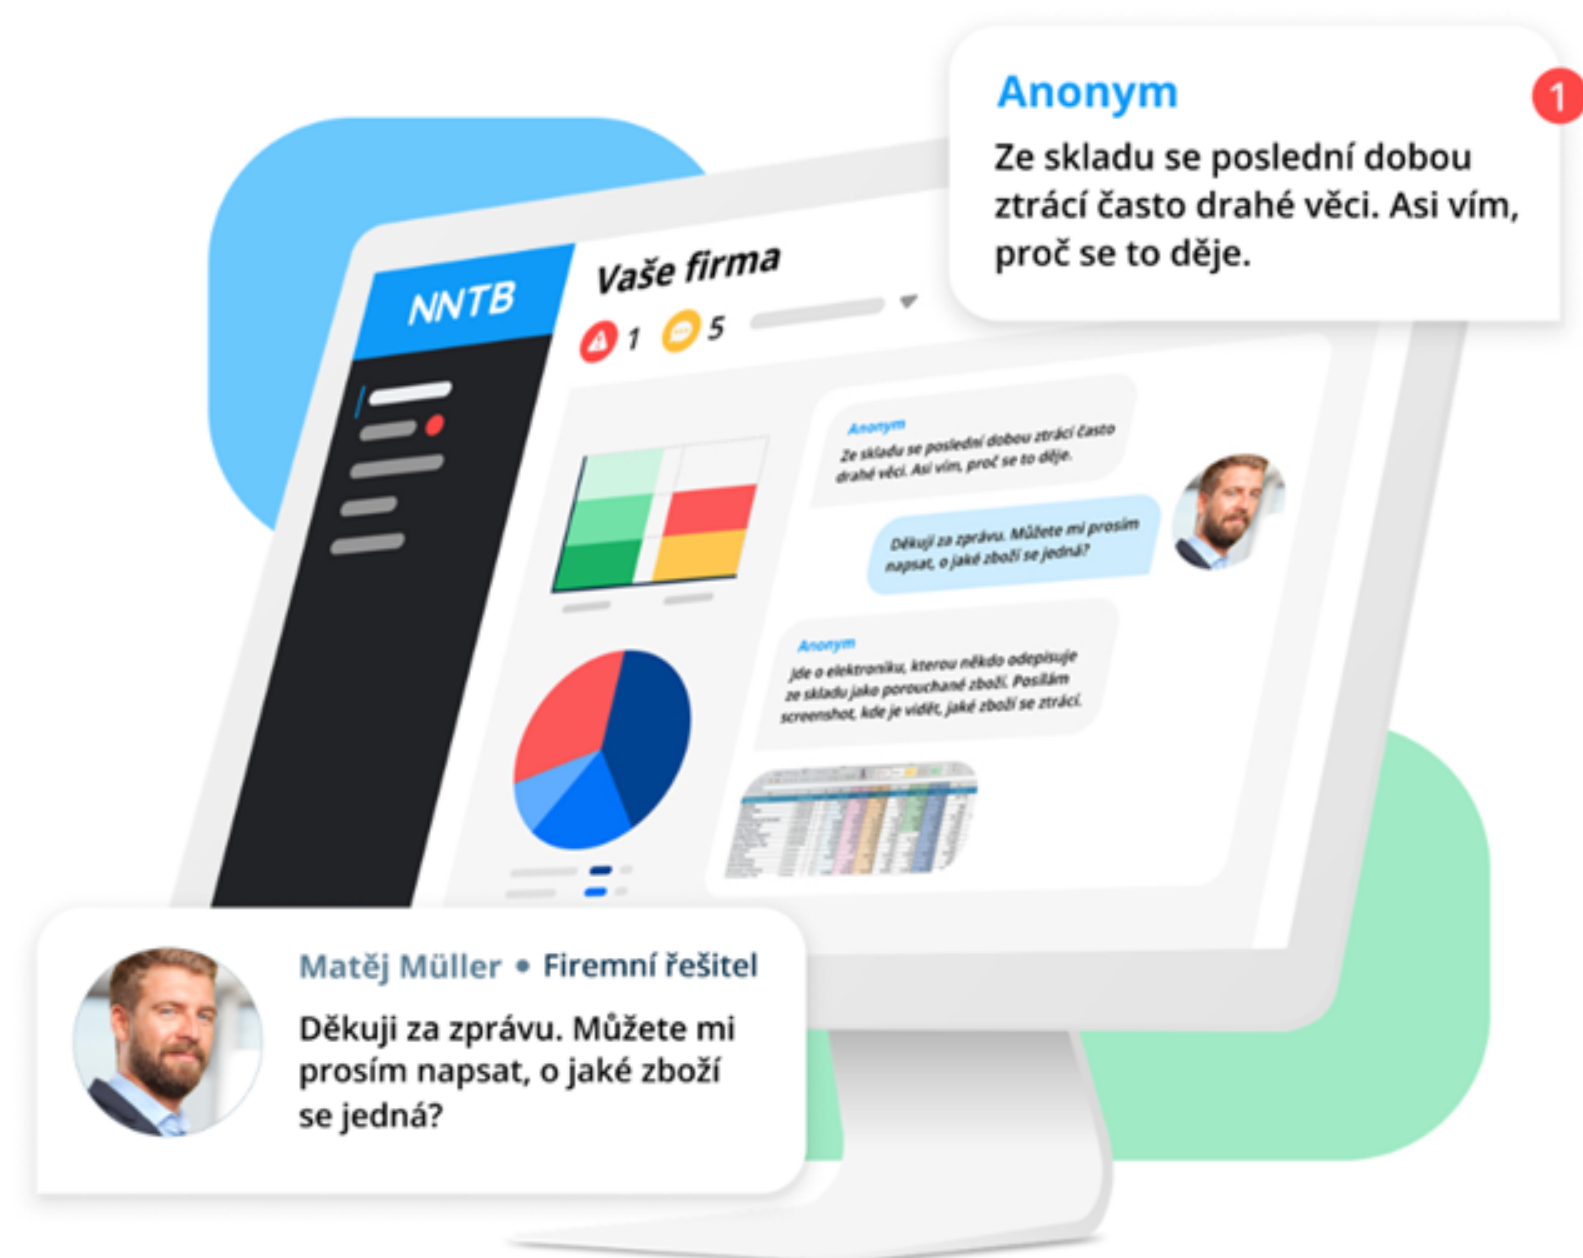 Anonym
1
Ze skladu se poslední dobou
ztrácí často drahé věci. Asi vím,
proč se to děje.
NNTB
Vaše firma
1
5
Anonym
Ze skladu se poslední dobou ztrácí často
drahé věci. Asi vím, proč se to děje.
Děkuji za zprávu. Můžete mi prosím
napsat, o jaké zboží se jedná?
Anonym
Jde o elektroniku, kterou někdo odepisuje
ze skladu jako porouchané zboží. Posílám
screenshot, kde je vidět, jaké zboží se ztrácí.
Matěj Müller • Firemní řešitel
Děkuji za zprávu. Můžete mi
prosím napsat, o jaké zboží
se jedná?